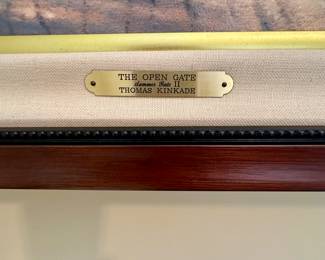 THE OPEN GATE
Summer Gate II
THOMAS KINKADE